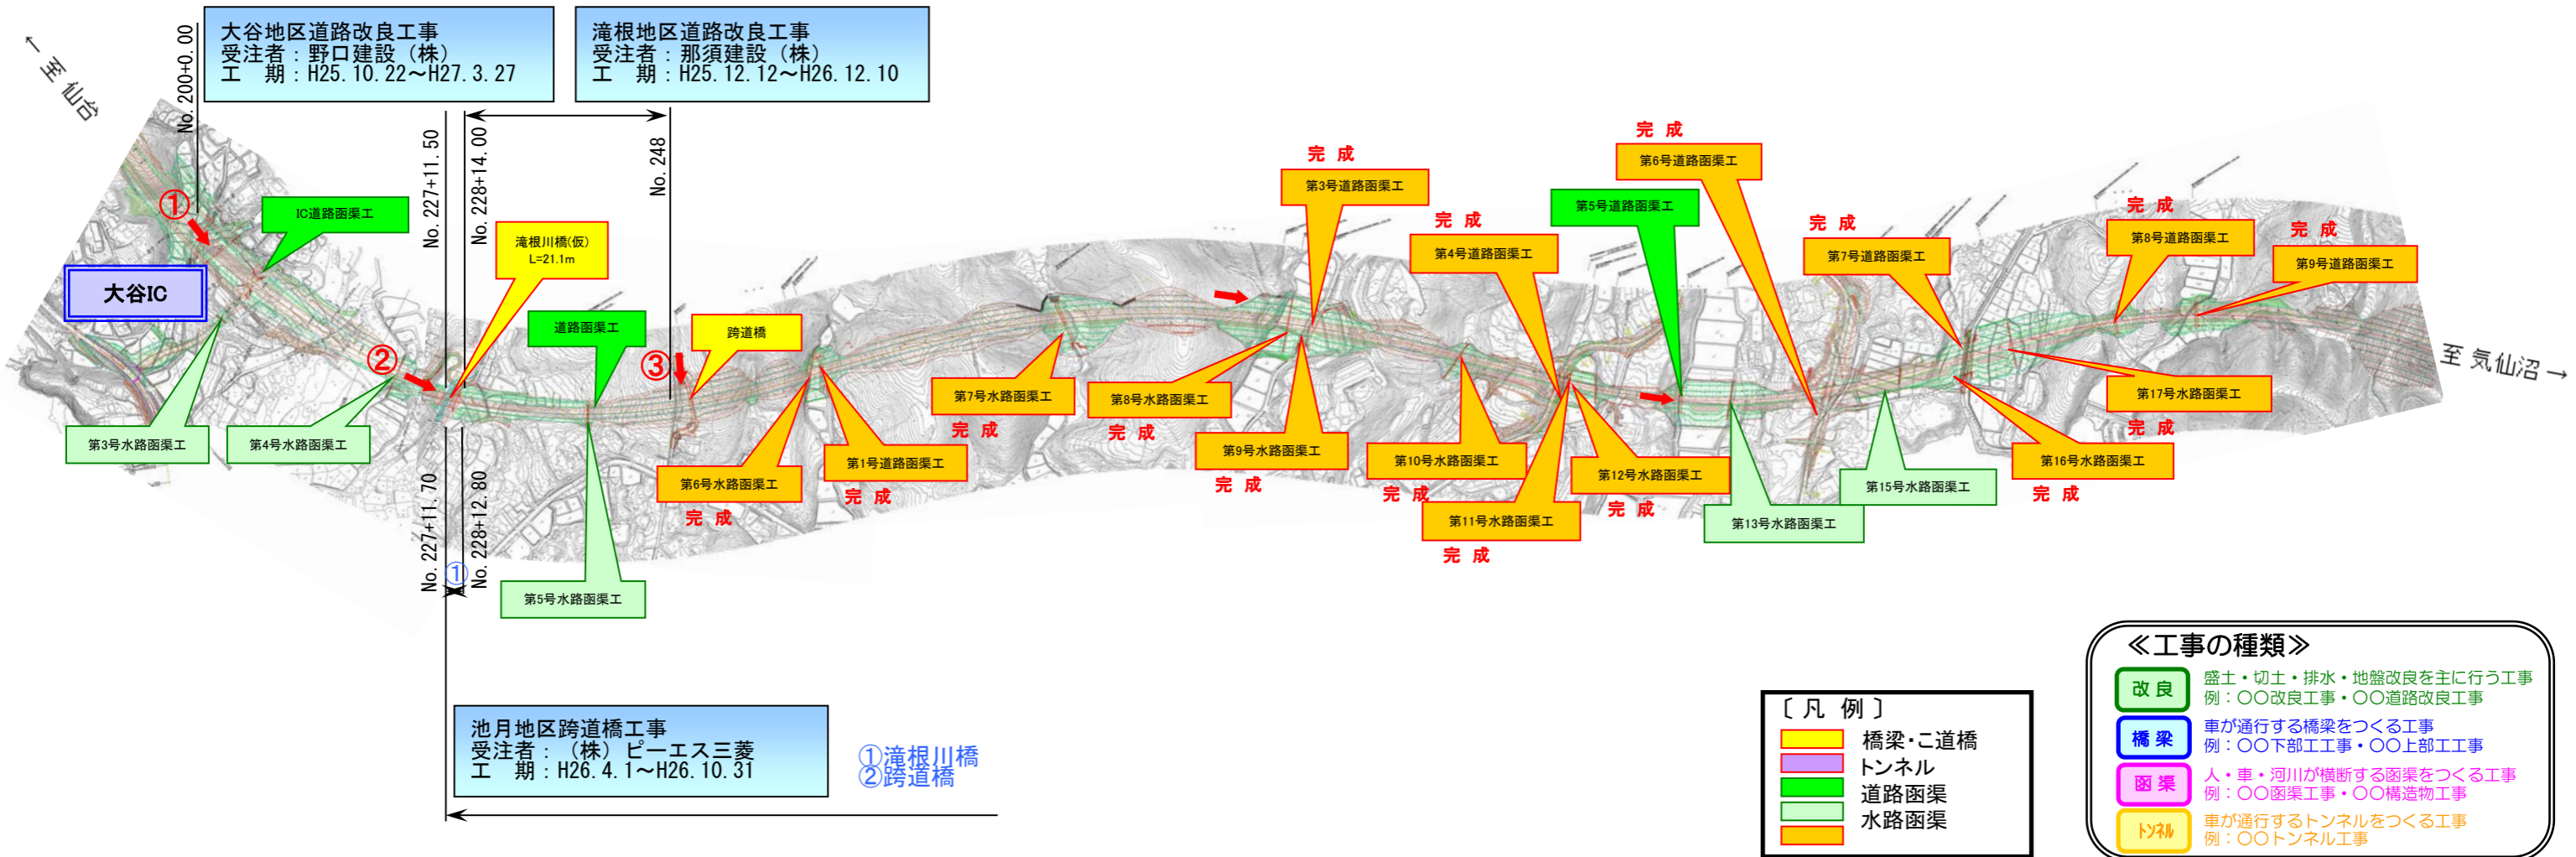 ← 至 仙台
No. 200+0.00
大谷地区道路改良工事
受注者：野口建設（株）
工　期：H25.10.22～H27.3.27
滝根地区道路改良工事
受注者：那須建設（株）
工　期：H25.12.12～H26.12.10
No. 227+11.50
No. 228+14.00
No. 248
①
IC道路函渠工
大谷IC
滝根川橋(仮)
L=21.1m
道路函渠工
跨道橋
②
③
第3号水路函渠工
第4号水路函渠工
No. 227+11.70
No. 228+12.80
①
第5号水路函渠工
第6号水路函渠工
完 成
第1号道路函渠工
完 成
第7号水路函渠工
完 成
第8号水路函渠工
完 成
完 成
第3号道路函渠工
第9号水路函渠工
完 成
完 成
第4号道路函渠工
第10号水路函渠工
完 成
第11号水路函渠工
完 成
第12号水路函渠工
完 成
第5号道路函渠工
完 成
第6号道路函渠工
第13号水路函渠工
完 成
第7号道路函渠工
第15号水路函渠工
完 成
第8号道路函渠工
完 成
第9号道路函渠工
第17号水路函渠工
完 成
第16号水路函渠工
完 成
至 気仙沼 →
池月地区跨道橋工事
受注者：（株）ピーエス三菱
工　期：H26.4.1～H26.10.31
①滝根川橋
②跨道橋
〔 凡 例 〕
橋梁・こ道橋
トンネル
道路函渠
水路函渠
≪工事の種類≫
改 良
盛土・切土・排水・地盤改良を主に行う工事
例：〇〇改良工事・〇〇道路改良工事
橋 梁
車が通行する橋梁をつくる工事
例：〇〇下部工工事・〇〇上部工工事
函 渠
人・車・河川が横断する函渠をつくる工事
例：〇〇函渠工事・〇〇構造物工事
トンネル
車が通行するトンネルをつくる工事
例：〇〇トンネル工事